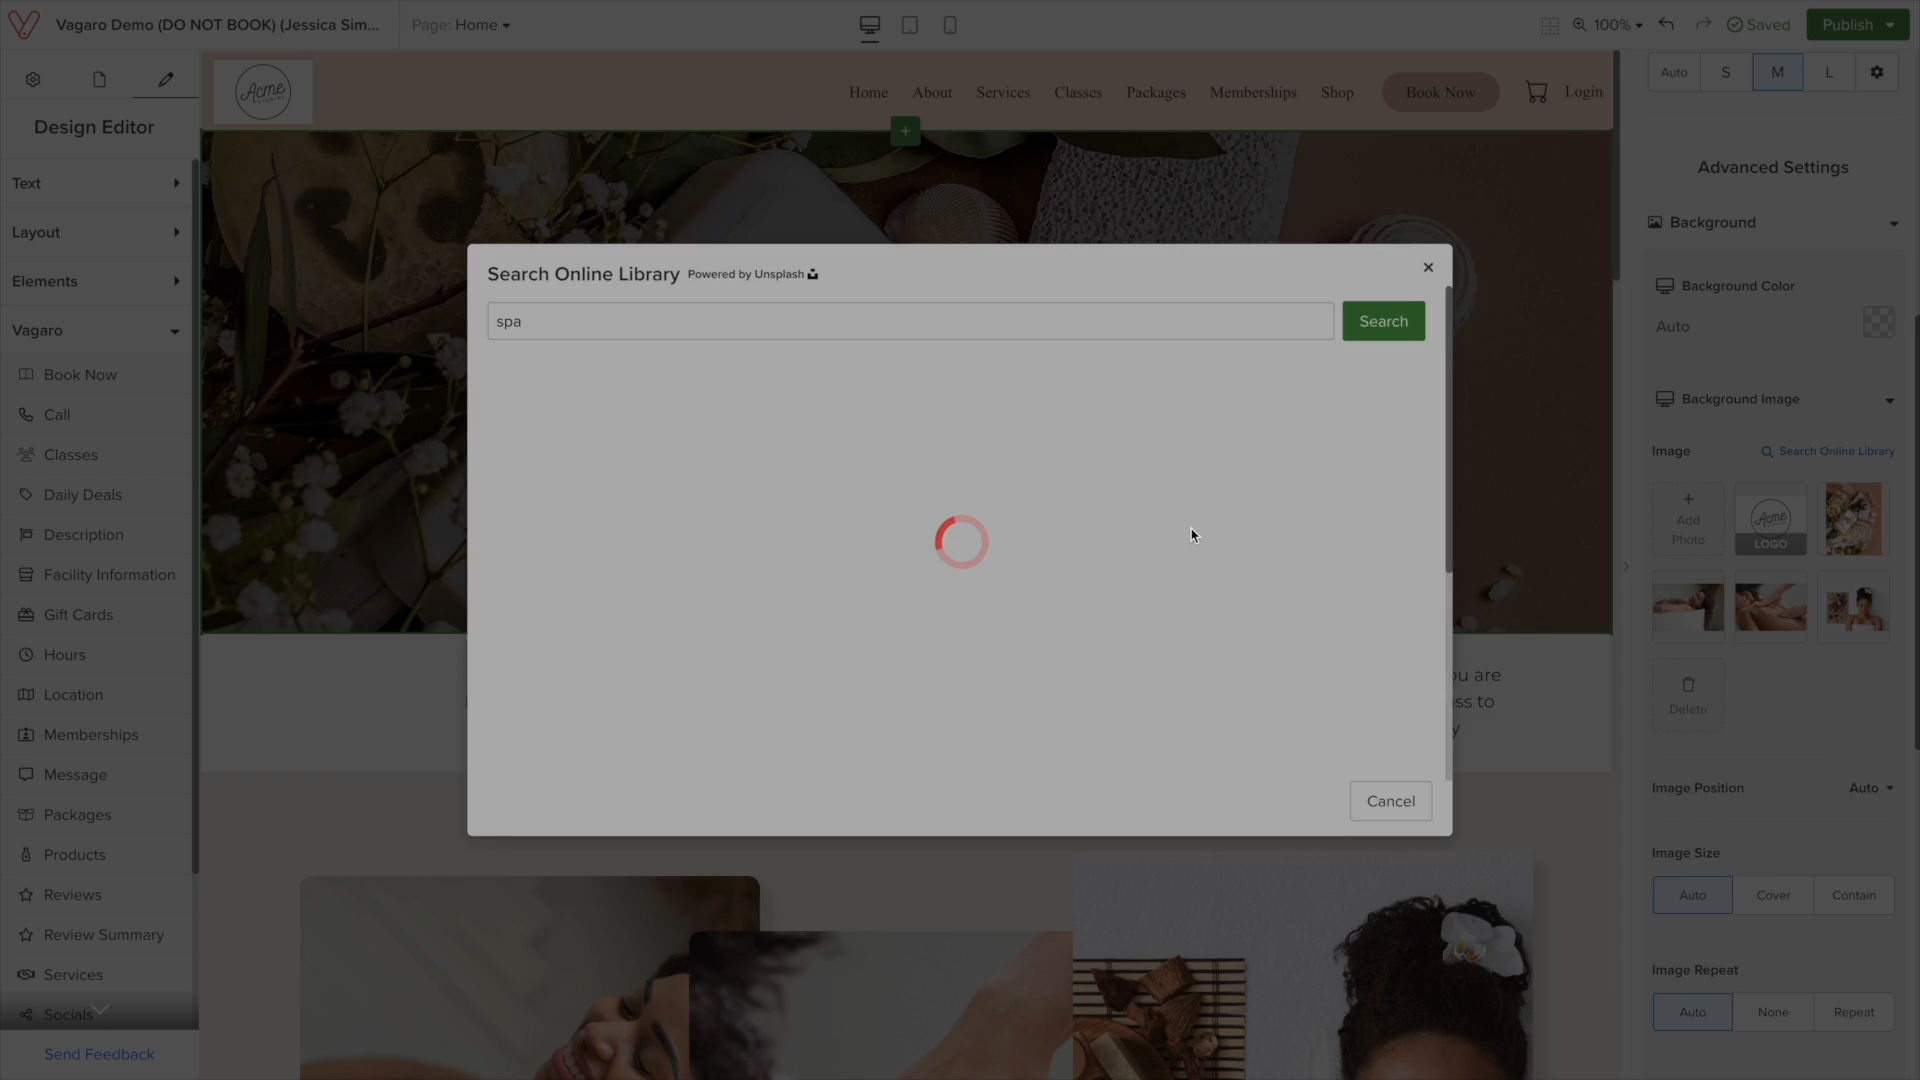 Vagaro Demo (DO NOT BOOK) (Jessica Sim...
Page: Home
100%
Saved
Publish
Design Editor
Text
Layout
Elements
Vagaro
Book Now
Call
Classes
Daily Deals
Description
Facility Information
Gift Cards
Hours
Location
Memberships
Message
Packages
Products
Reviews
Review Summary
Services
Socials
Send Feedback
Acme
STUDIOS
Home About Services Classes Packages Memberships Shop Book Now Login
Search Online Library Powered by Unsplash
spa
Search
Cancel
ou are
ss to
y
Auto S M L
Advanced Settings
Background
Background Color
Auto
Background Image
Image Search Online Library
Add
Photo
Acme
LOGO
Delete
Image Position Auto
Image Size
Auto Cover Contain
Image Repeat
Auto None Repeat